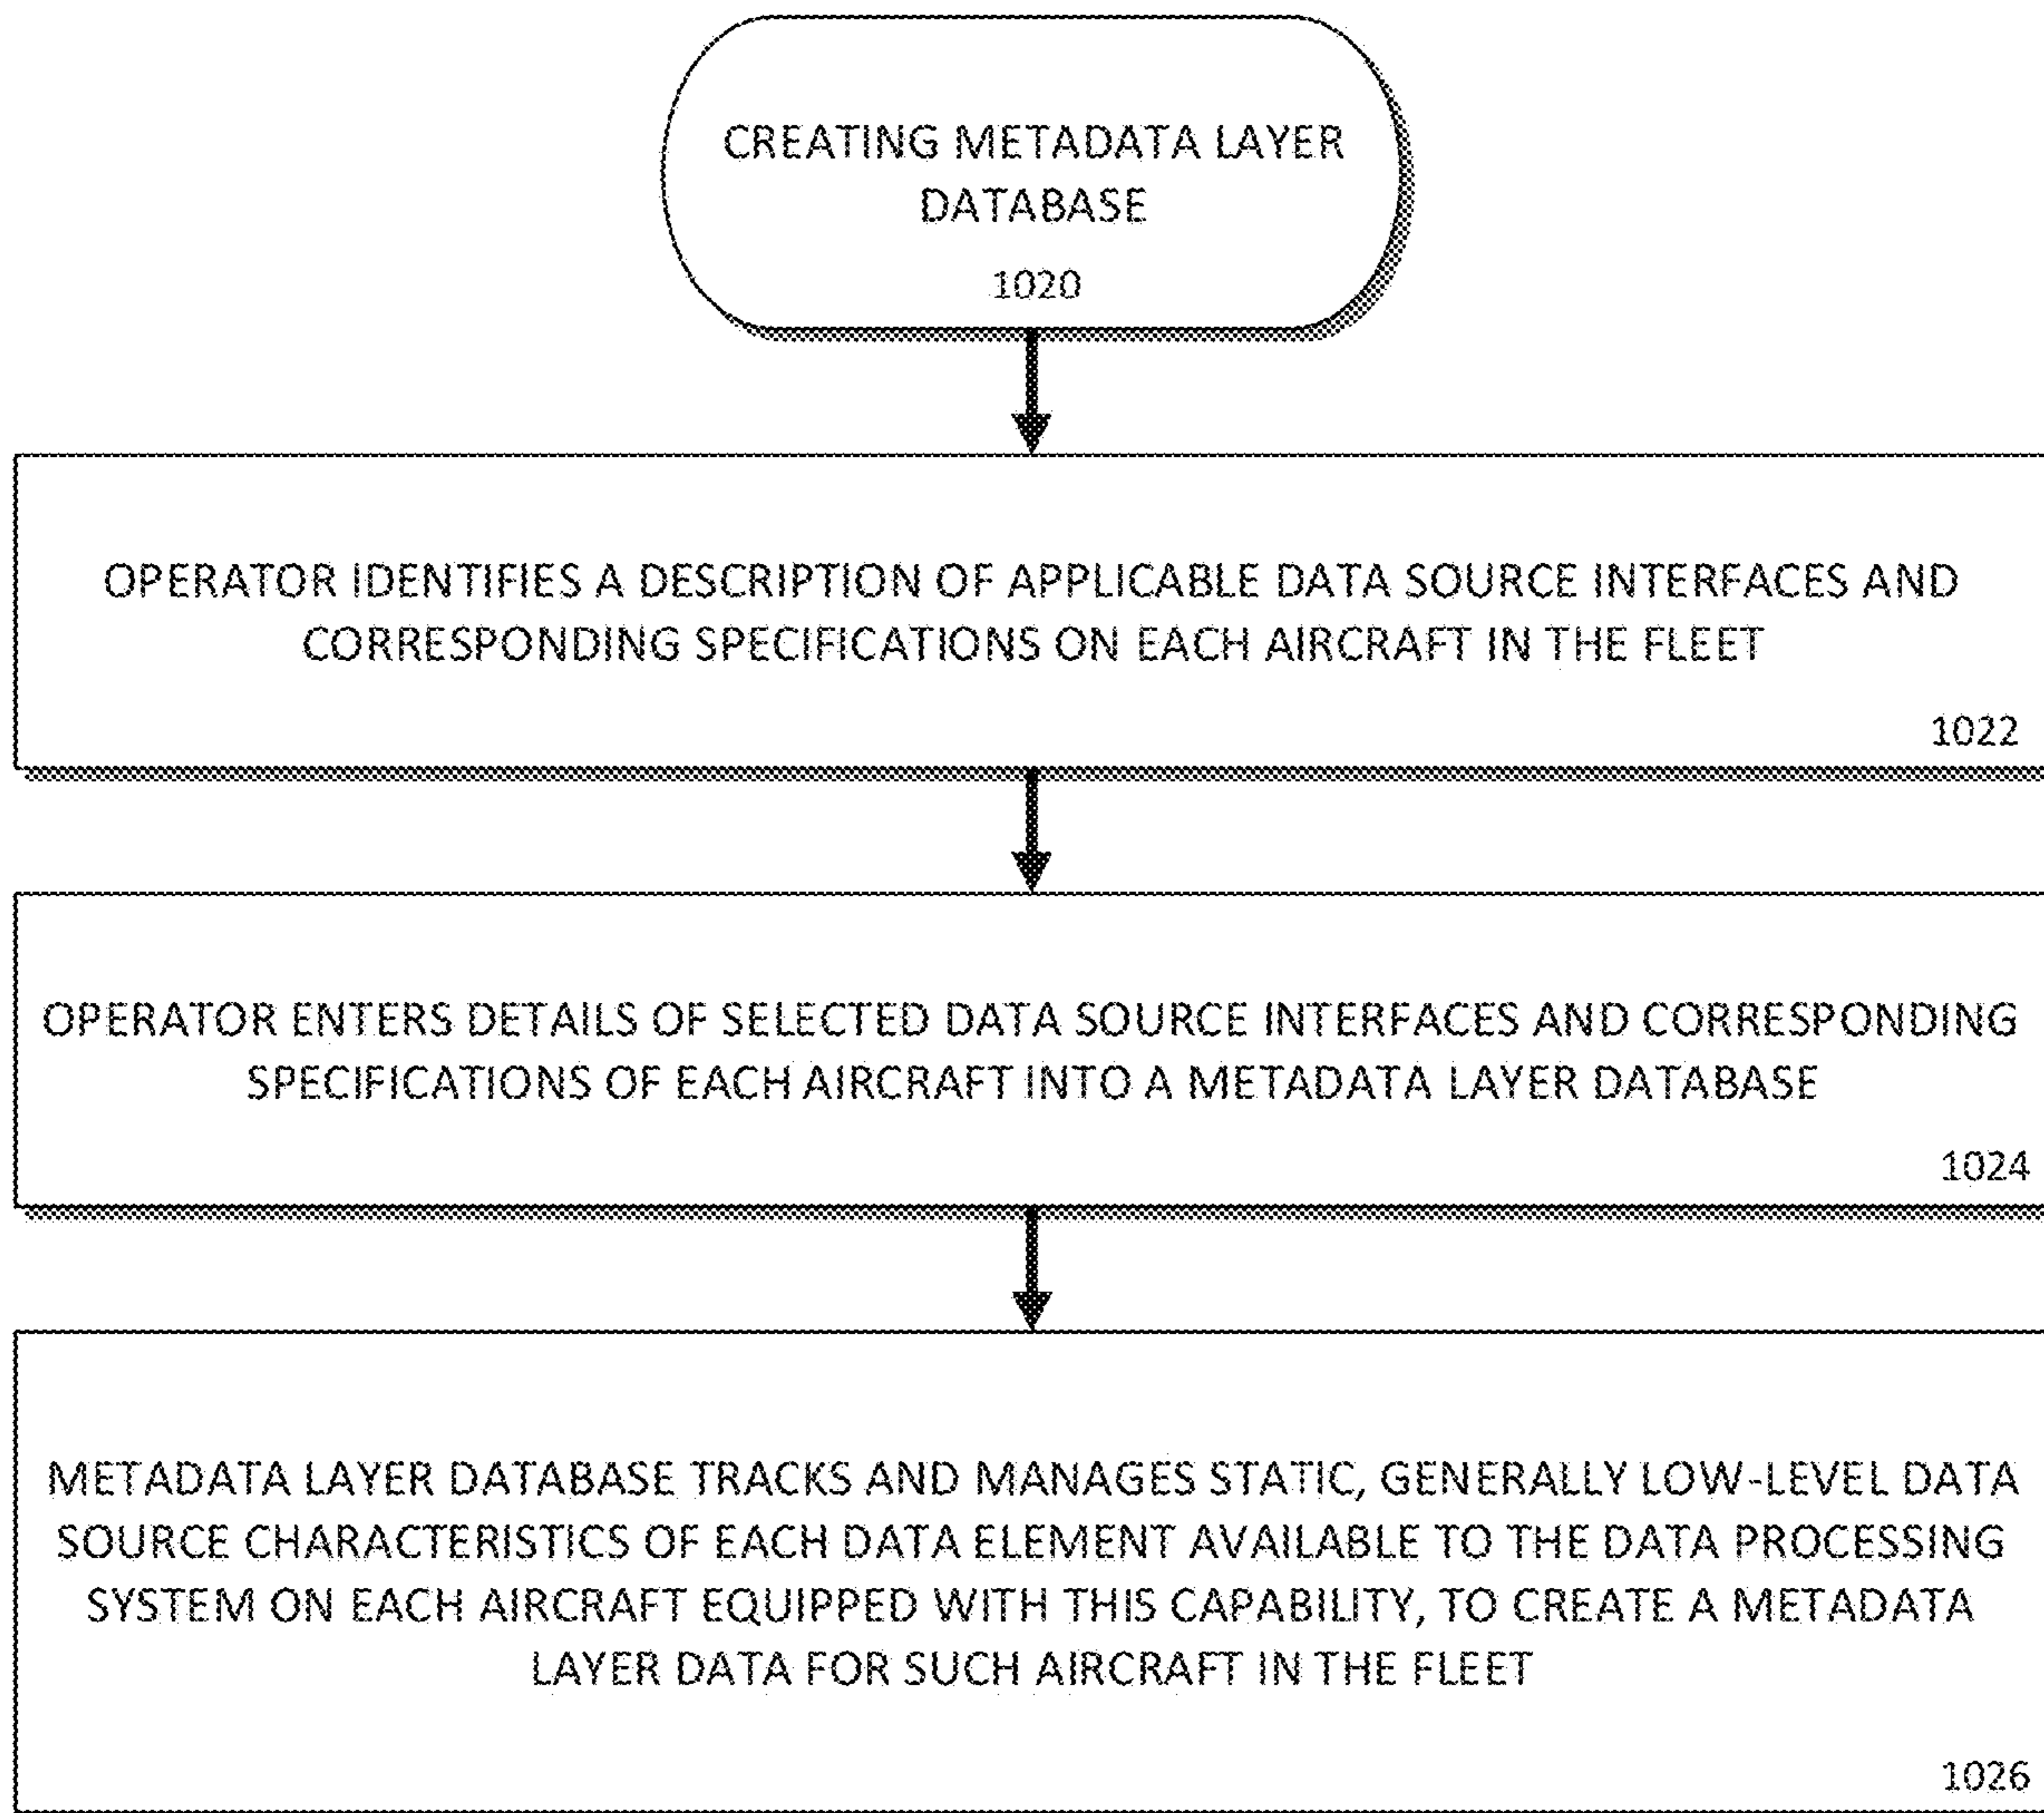 CREATING METADATA LAYER
DATABASE
1020
OPERATOR IDENTIFIES A DESCRIPTION OF APPLICABLE DATA SOURCE INTERFACES AND
CORRESPONDING SPECIFICATIONS ON EACH AIRCRAFT IN THE FLEET
1022
OPERATOR ENTERS DETAILS OF SELECTED DATA SOURCE INTERFACES AND CORRESPONDING
SPECIFICATIONS OF EACH AIRCRAFT INTO A METADATA LAYER DATABASE
1024
METADATA LAYER DATABASE TRACKS AND MANAGES STATIC, GENERALLY LOW-LEVEL DATA
SOURCE CHARACTERISTICS OF EACH DATA ELEMENT AVAILABLE TO THE DATA PROCESSING
SYSTEM ON EACH AIRCRAFT EQUIPPED WITH THIS CAPABILITY, TO CREATE A METADATA
LAYER DATA FOR SUCH AIRCRAFT IN THE FLEET
1026